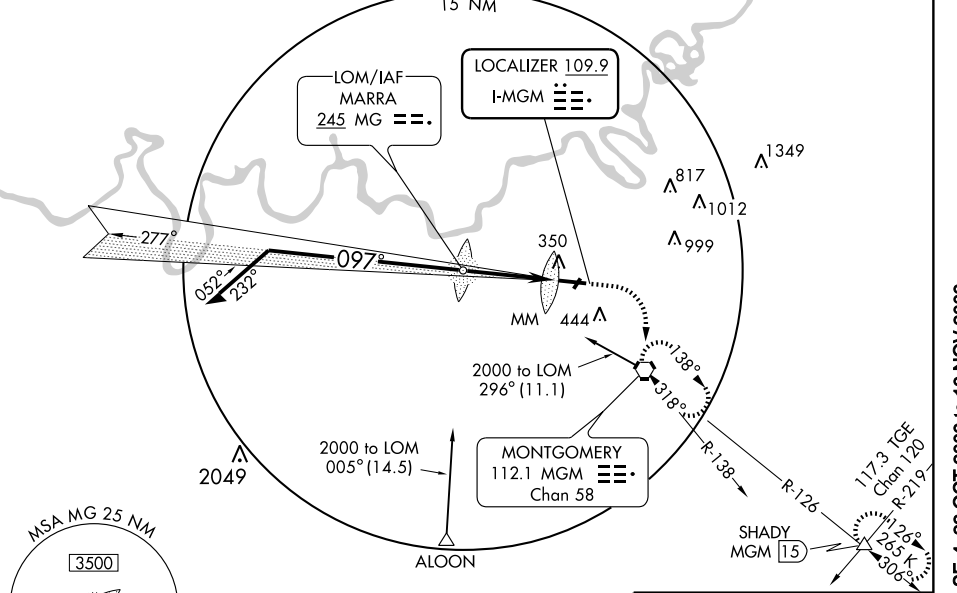 15 NM
LOM/IAF
MARRA
245 MG
LOCALIZER 109.9
I-MGM
1349
817
1012
999
277°
097°
052°
232°
350
MM
444
2000 to LOM
296° (11.1)
138°
318°
MONTGOMERY
112.1 MGM
Chan 58
2000 to LOM
005° (14.5)
2049
ALOON
R-138
R-126
117.3 TGE
Chan 120
R-219
SHADY
MGM 15
126°
265 K
306°
MSA MG 25 NM
3500